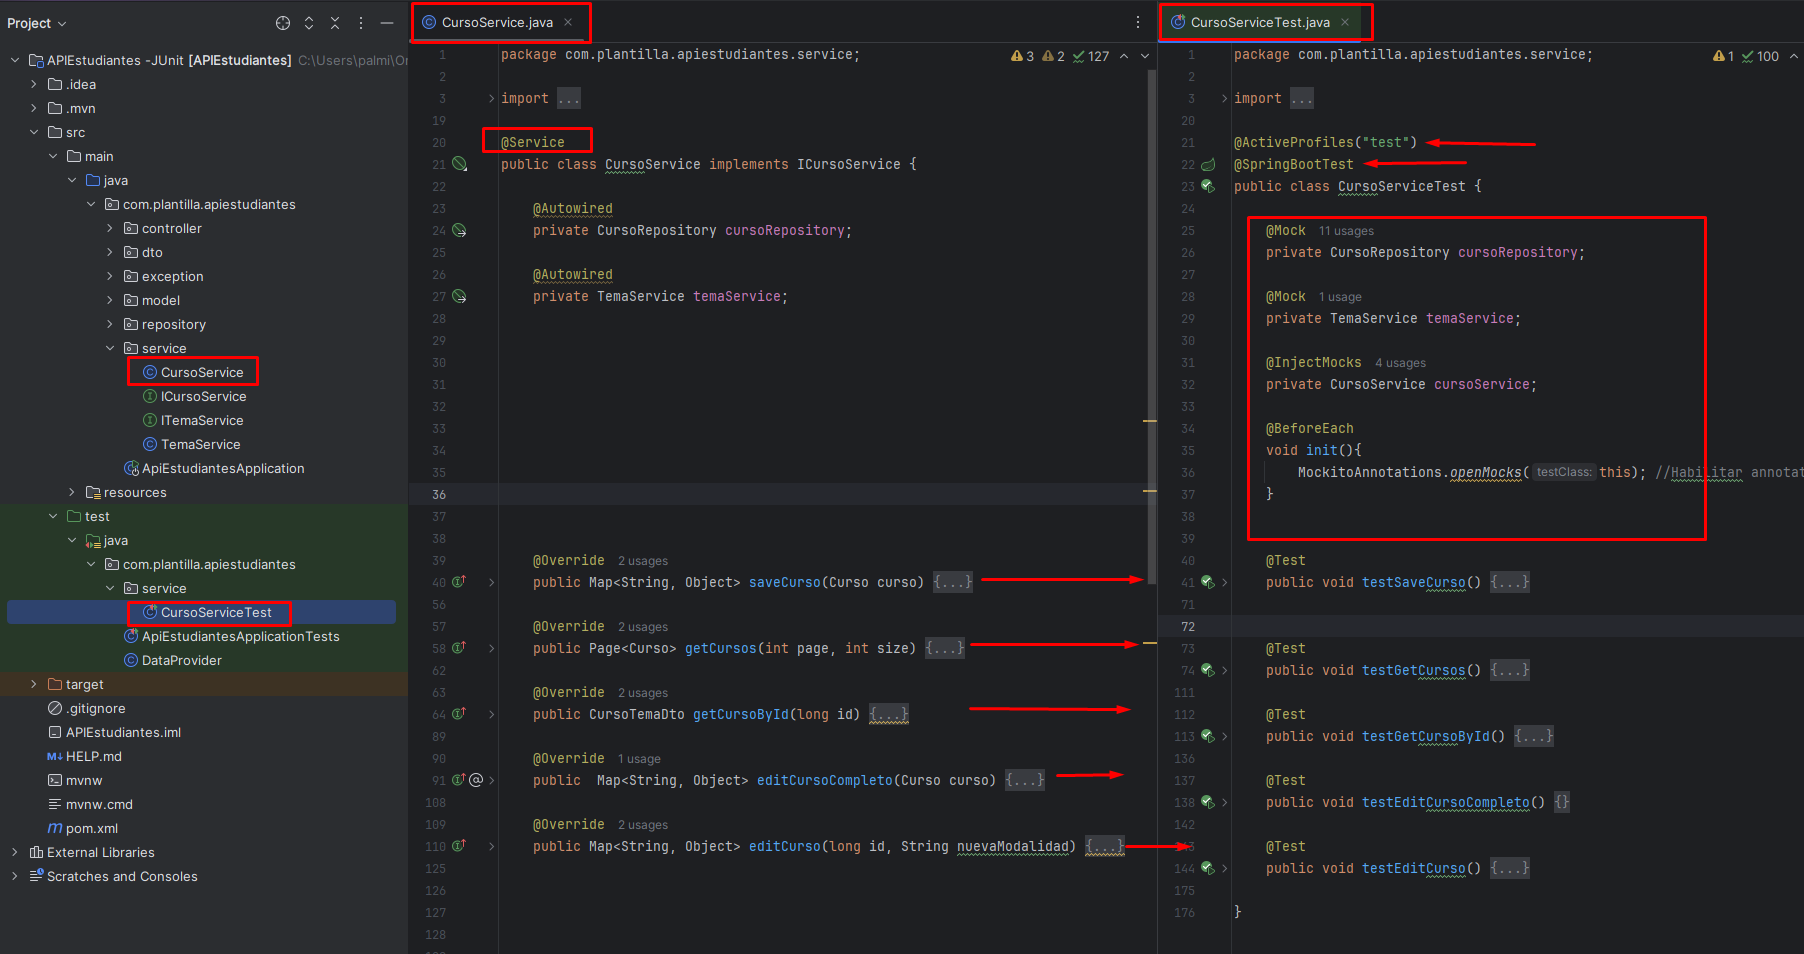 Project
APIEstudiantes -JUnit [APIEstudiantes] C:\Users\palmi\Or
.idea
.mvn
src
main
java
com.plantilla.apiestudiantes
controller
dto
exception
model
repository
service
CursoService
ICursoService
ITemaService
TemaService
ApiEstudiantesApplication
resources
test
java
com.plantilla.apiestudiantes
service
CursoServiceTest
ApiEstudiantesApplicationTests
DataProvider
target
.gitignore
APIEstudiantes.iml
M↓ HELP.md
mvnw
mvnw.cmd
m pom.xml
External Libraries
Scratches and Consoles
CursoService.java
3 2 127
1 package com.plantilla.apiestudiantes.service;
2
3 import ...
19
20 @Service
21 public class CursoService implements ICursoService {
22
23 @Autowired
24 private CursoRepository cursoRepository;
25
26 @Autowired
27 private TemaService temaService;
28
29
30
31
32
33
34
35
36
37
38
39 @Override 2 usages
40 public Map<String, Object> saveCurso(Curso curso) {...}
56
57 @Override 2 usages
58 public Page<Curso> getCursos(int page, int size) {...}
62
63 @Override 2 usages
64 public CursoTemaDto getCursoById(long id) {...}
89
90 @Override 1 usage
91 public Map<String, Object> editCursoCompleto(Curso curso) {...}
108
109 @Override 2 usages
110 public Map<String, Object> editCurso(long id, String nuevaModalidad) {...}
125
126
127
128
CursoServiceTest.java
1 100
1 package com.plantilla.apiestudiantes.service;
2
3 import ...
20
21 @ActiveProfiles("test")
22 @SpringBootTest
23 public class CursoServiceTest {
24
25 @Mock 11 usages
26 private CursoRepository cursoRepository;
27
28 @Mock 1 usage
29 private TemaService temaService;
30
31 @InjectMocks 4 usages
32 private CursoService cursoService;
33
34 @BeforeEach
35 void init(){
36 MockitoAnnotations.openMocks( testClass: this); //Habilitar annotat
37 }
38
39
40 @Test
41 public void testSaveCurso() {...}
71
72
73 @Test
74 public void testGetCursos() {...}
111
112 @Test
113 public void testGetCursoById() {...}
136
137 @Test
138 public void testEditCursoCompleto() {}
142
@Test
144 public void testEditCurso() {...}
175
176 }